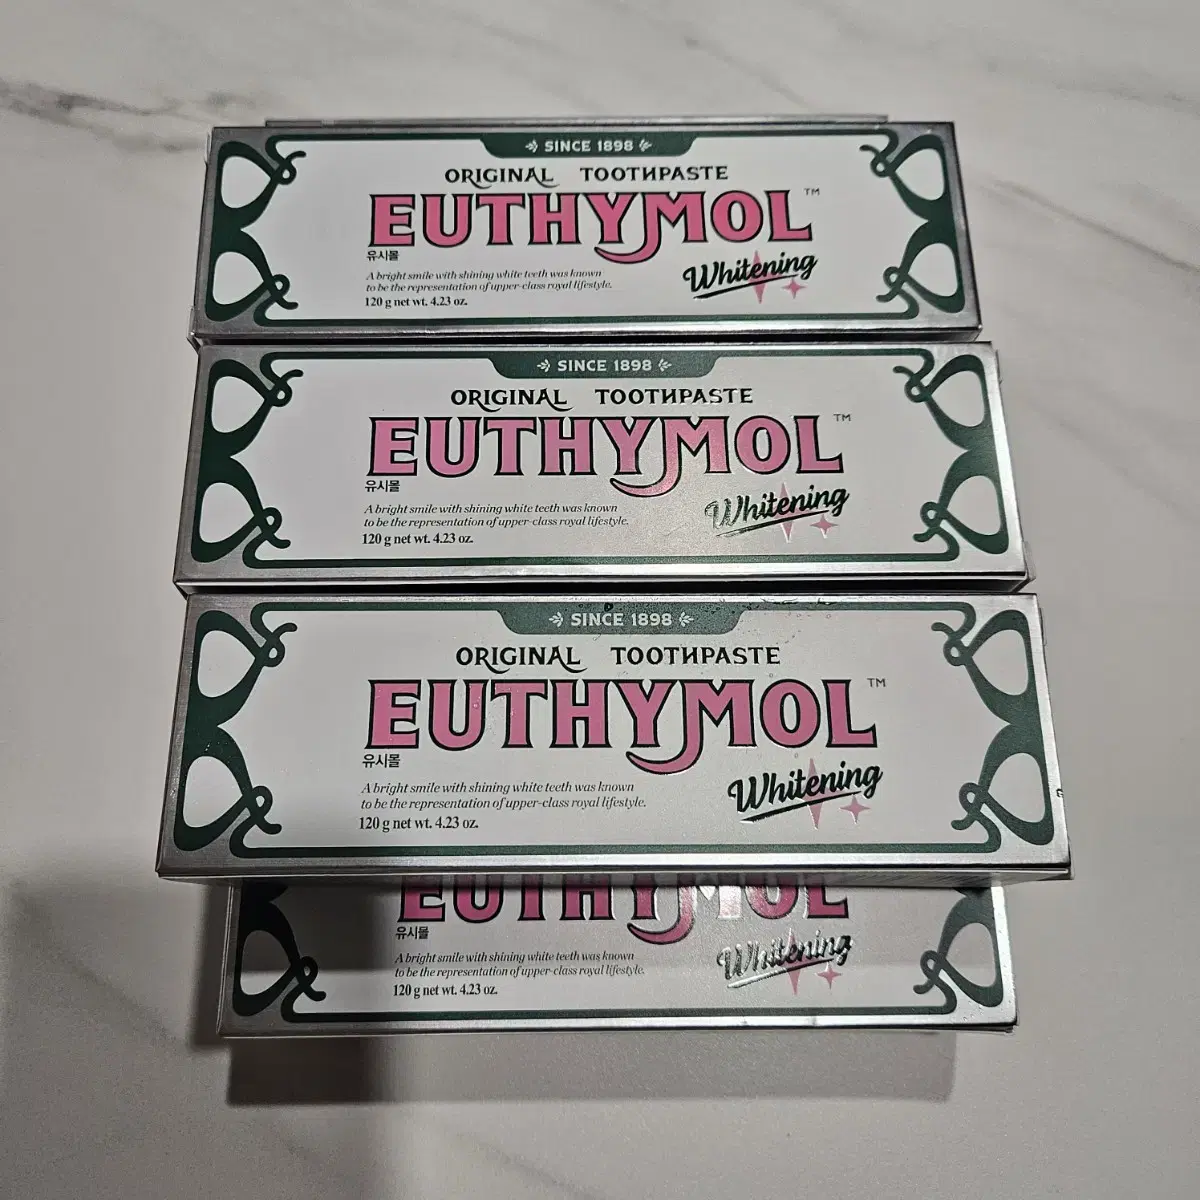 SINCE 1898
ORIGINAL TOOTHPASTE
EUTHYMOL™
유시몰
Whitening
A bright smile with shining white teeth was known
to be the representation of upper-class royal lifestyle.
120 g net wt. 4.23 oz.
SINCE 1898
ORIGINAL TOOTHPASTE
EUTHYMOL™
유시몰
Whitening
A bright smile with shining white teeth was known
to be the representation of upper-class royal lifestyle.
120 g net wt. 4.23 oz.
SINCE 1898
ORIGINAL TOOTHPASTE
EUTHYMOL™
유시몰
Whitening
A bright smile with shining white teeth was known
to be the representation of upper-class royal lifestyle.
120 g net wt. 4.23 oz.
EUTHYMOL
유시몰
Whitening
A bright smile with shining white teeth was known
to be the representation of upper-class royal lifestyle.
120 g net wt. 4.23 oz.